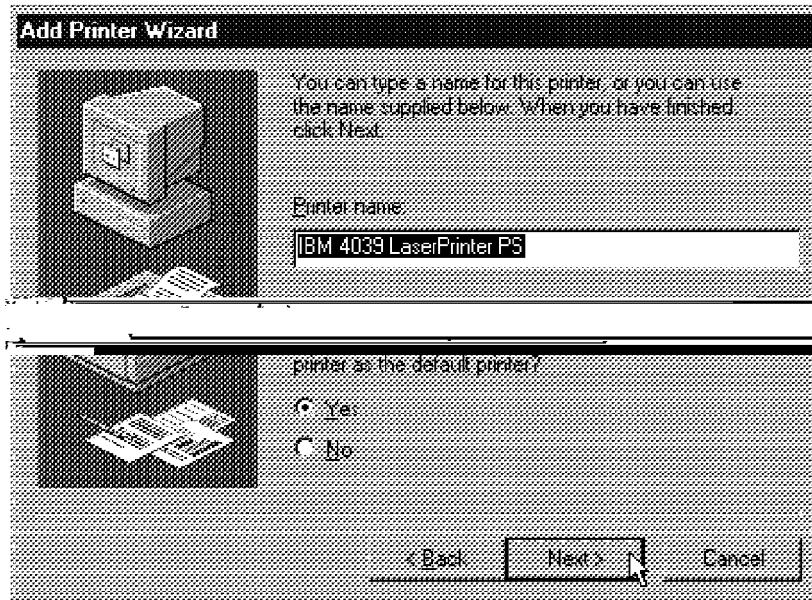 Add Printer Wizard
You can type a name for this printer, or you can use
the name supplied below. When you have finished,
click Next.
Printer name:
IBM 4039 LaserPrinter PS
printer as the default printer?
Yes
No
< Back
Next >
Cancel